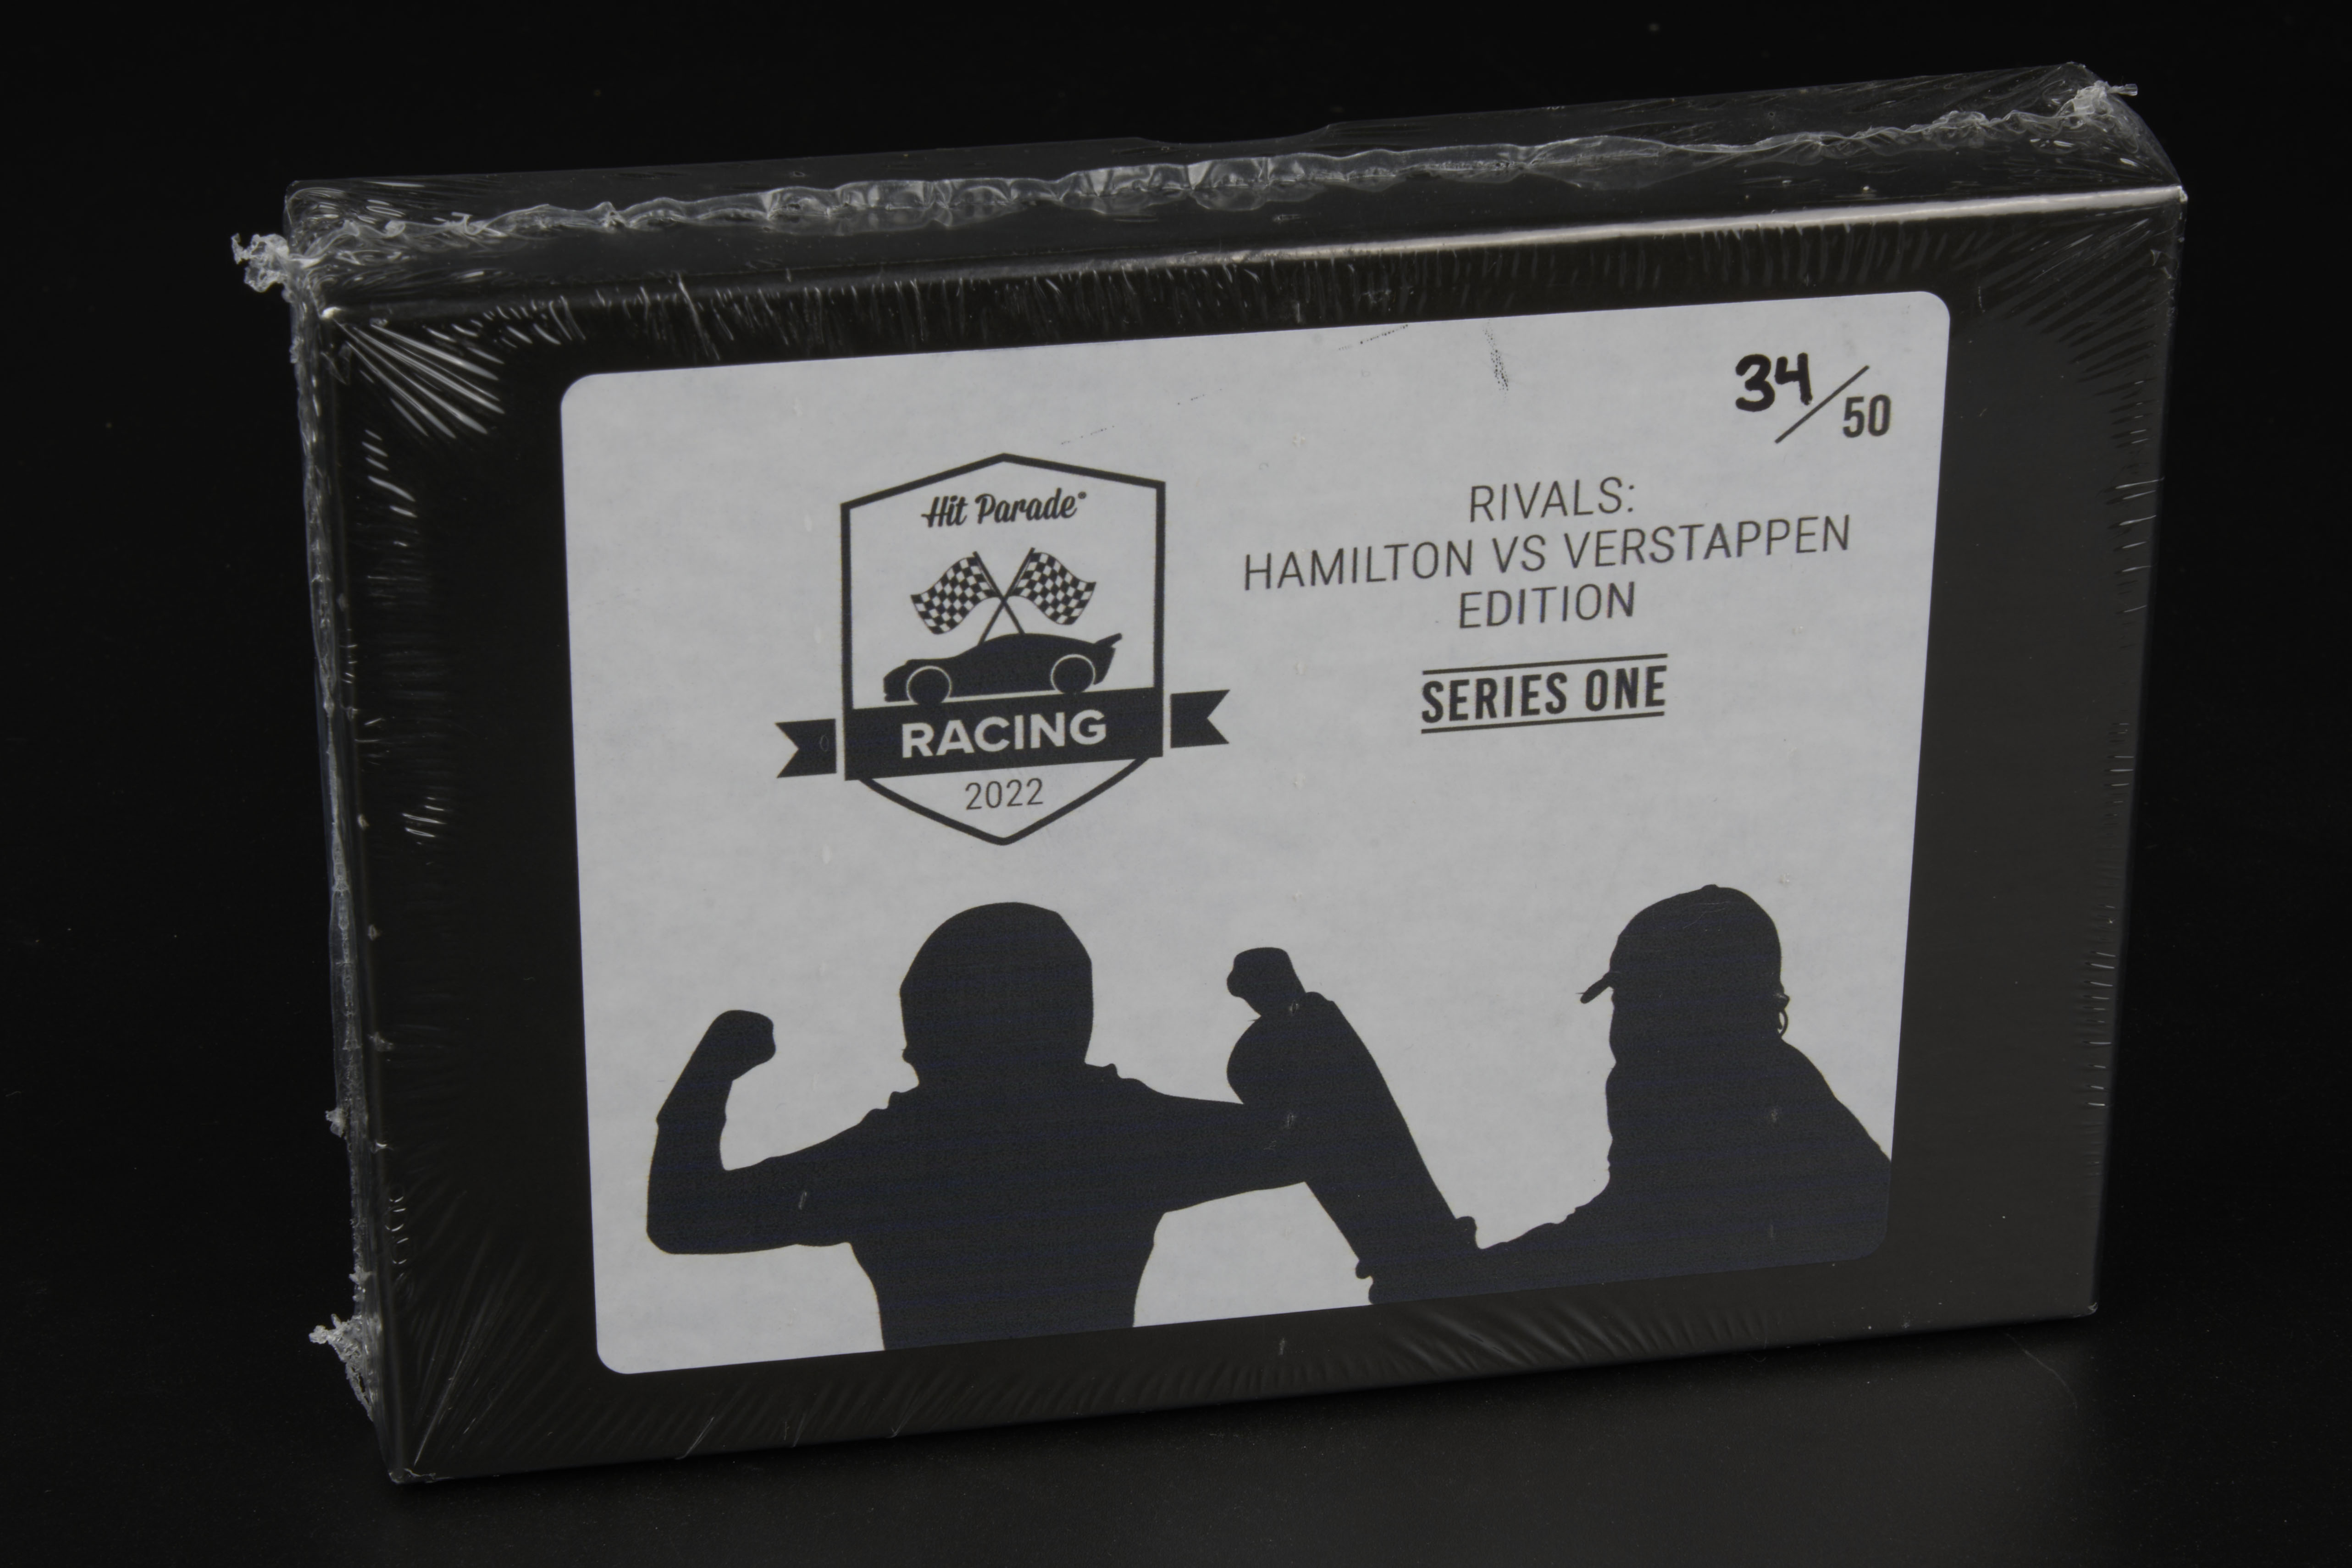 34/50
Hit Parade®
RACING
2022
RIVALS:
HAMILTON VS VERSTAPPEN
EDITION
SERIES ONE